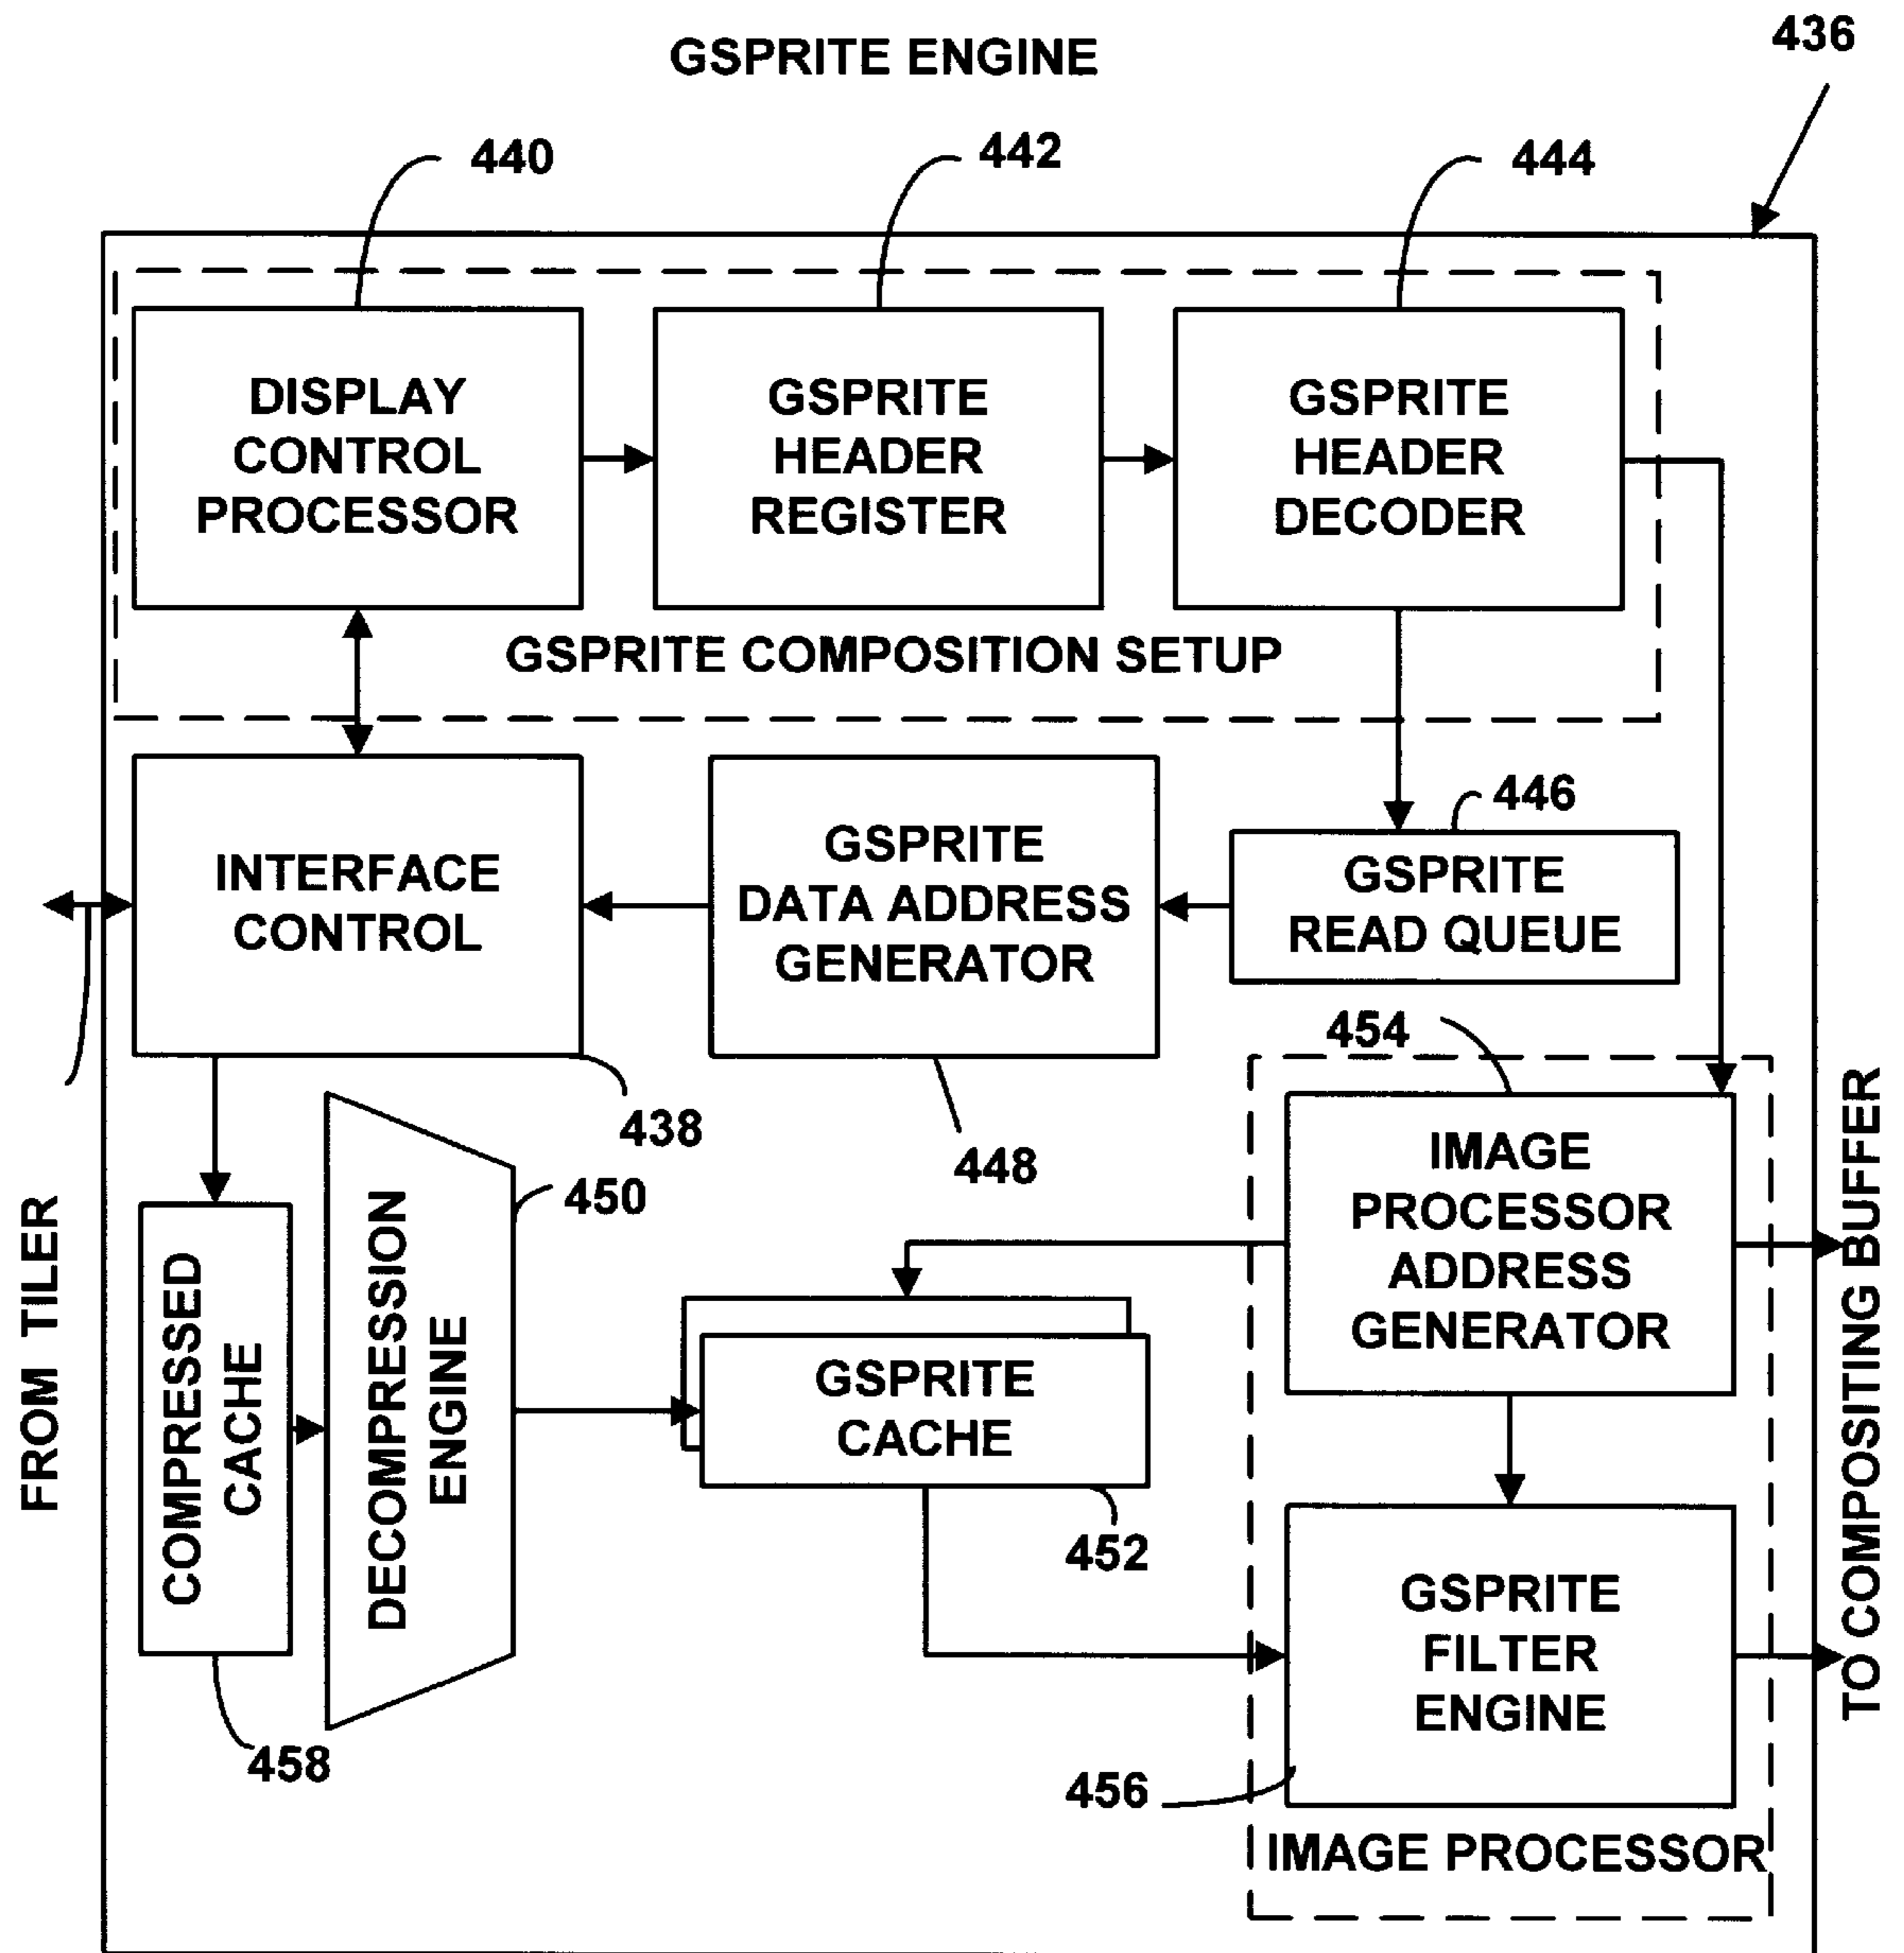 GSPRITE ENGINE
436
440
442
444
DISPLAY
CONTROL
PROCESSOR
GSPRITE
HEADER
REGISTER
GSPRITE
HEADER
DECODER
GSPRITE COMPOSITION SETUP
446
INTERFACE
CONTROL
GSPRITE
DATA ADDRESS
GENERATOR
GSPRITE
READ QUEUE
454
438
448
450
FROM TILER
COMPRESSED
CACHE
DECOMPRESSION
ENGINE
GSPRITE
CACHE
452
IMAGE
PROCESSOR
ADDRESS
GENERATOR
TO COMPOSITING BUFFER
GSPRITE
FILTER
ENGINE
458
456
IMAGE PROCESSOR